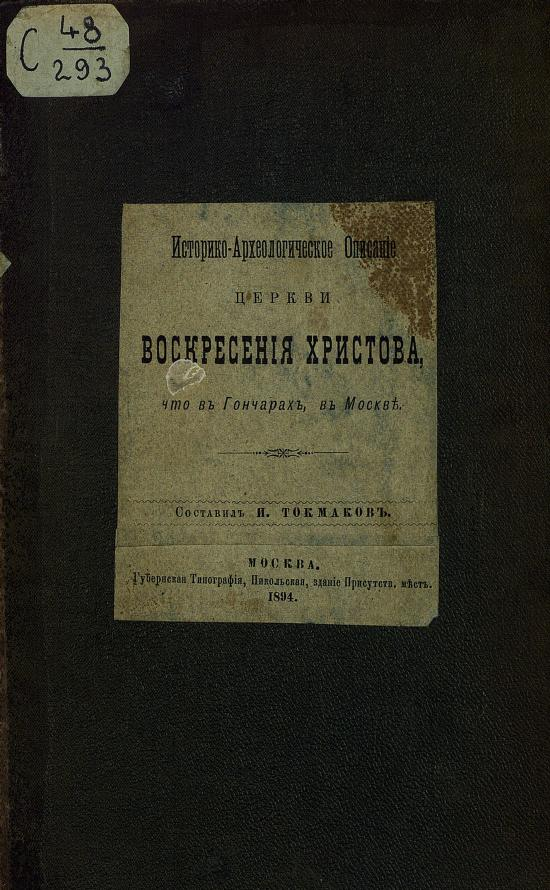 С 48
293
Историко-Археологическое Описаніе
ЦЕРКВИ
ВОСКРЕСЕНІЯ ХРИСТОВА,
что въ Гончарахъ, въ Москвѣ.
Составилъ И. ТОКМАКОВЪ.
МОСКВА.
Губернская Типографія, Никольская, зданіе Присутств. мѣстъ.
1894.